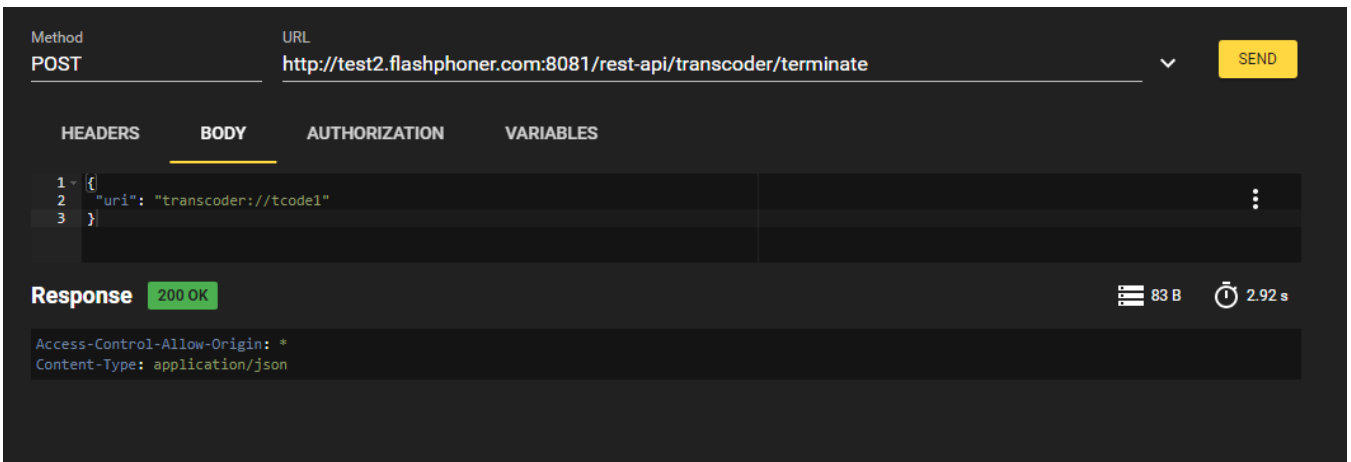 Method URL
POST http://test2.flashphoner.com:8081/rest-api/transcoder/terminate SEND
HEADERS BODY AUTHORIZATION VARIABLES
1 {
2 "uri": "transcoder://tcode1"
3 }
Response 200 OK 83 B 2.92 s
Access-Control-Allow-Origin: *
Content-Type: application/json